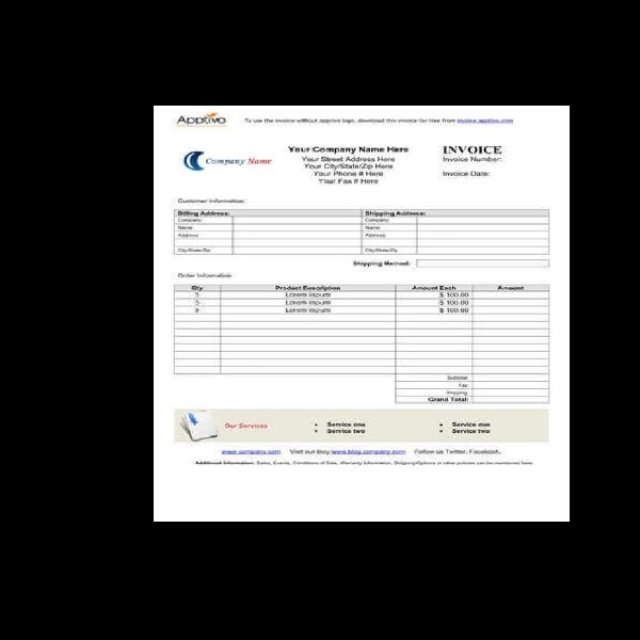 Apptivo To use the invoice without apptivo logo, download this invoice for free from invoice.apptivo.com
Company Name
Your Company Name Here
Your Street Address Here
Your City/State/Zip Here
Your Phone # Here
Your Fax # Here
INVOICE
Invoice Number:
Invoice Date:
Customer Information:
Billing Address: Shipping Address:
Company: Company:
Name: Name:
Address: Address:
City/State/Zip: City/State/Zip:
Shipping Method:
Order Information:
Qty Product Description Amount Each Amount
Lorem Ispum $ 100.00
Lorem Ispum $ 100.00
Lorem Ispum $ 100.00
Subtotal:
Tax:
Shipping:
Grand Total:
Our Services • Service one • Service one
• Service two • Service two
www.company.com Visit our blog www.blog.company.com Follow us Twitter, Facebook.
Additional Information: Sales, Events, Conditions of Sale, Warranty Information, Shipping Options or other policies can be mentioned here.